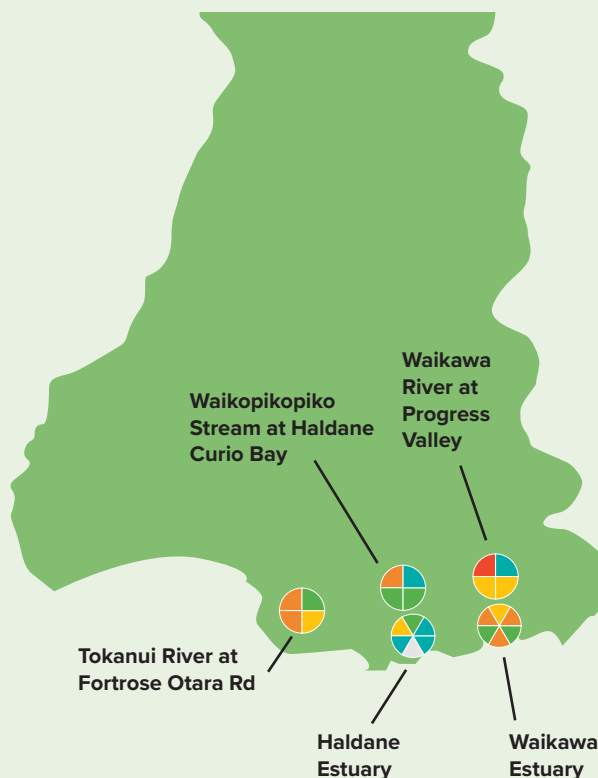 Waikawa
River at
Progress
Valley
Waikopikopiko
Stream at Haldane
Curio Bay
Tokanui River at
Fortrose Otara Rd
Haldane
Estuary
Waikawa
Estuary